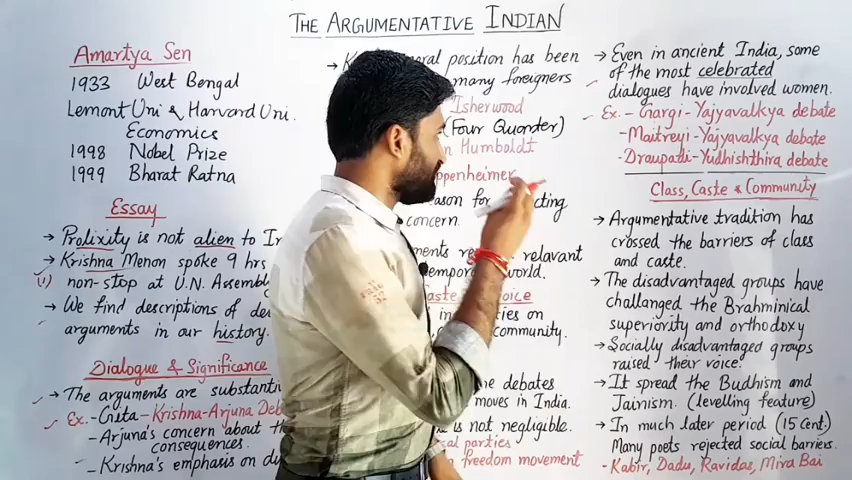 THE ARGUMENTATIVE INDIAN
Amartya Sen
1933 West Bengal
Lemont Uni & Harvard Uni.
Economics
1998 Nobel Prize
1999 Bharat Ratna
Essay
→ Prolixity is not alien to
→ Krishna Menon spoke 9 hrs
(1) non-stop at U.N. Assembly
→ We find descriptions of
arguments in our history.
Dialogue & Significance
→ The arguments are
Ex. - Gita - Krishna-Arjuna
- Arjuna's concern about
consequences.
- Krishna's emphasis on
→ position has been
many foreigners
Isherwood
(Four Quorder)
Humboldt
for
concern.
relavant
world.
on
community.
debates
moves in India.
is not negligible.
parties
freedom movement
→ Even in ancient India, some
of the most celebrated
dialogues have involved women.
Ex. - Gargi - Yajyavalkya debate
- Maitreyi - Yajyavalkya debate
- Draupadi - Yudhishthira debate
Class, Caste & Community
→ Argumentative tradition has
crossed the barriers of class
and caste.
→ The disadvantaged groups have
challanged the Brahminical
superiority and orthodoxy
→ Socially disadvantaged groups
raised their voice.
→ It spread the Budhism and
Jainism. (levelling feature)
→ In much later period (15 Cent.)
Many poets rejected social barriers.
- Kabir, Dadu, Ravidas, Mira Bai